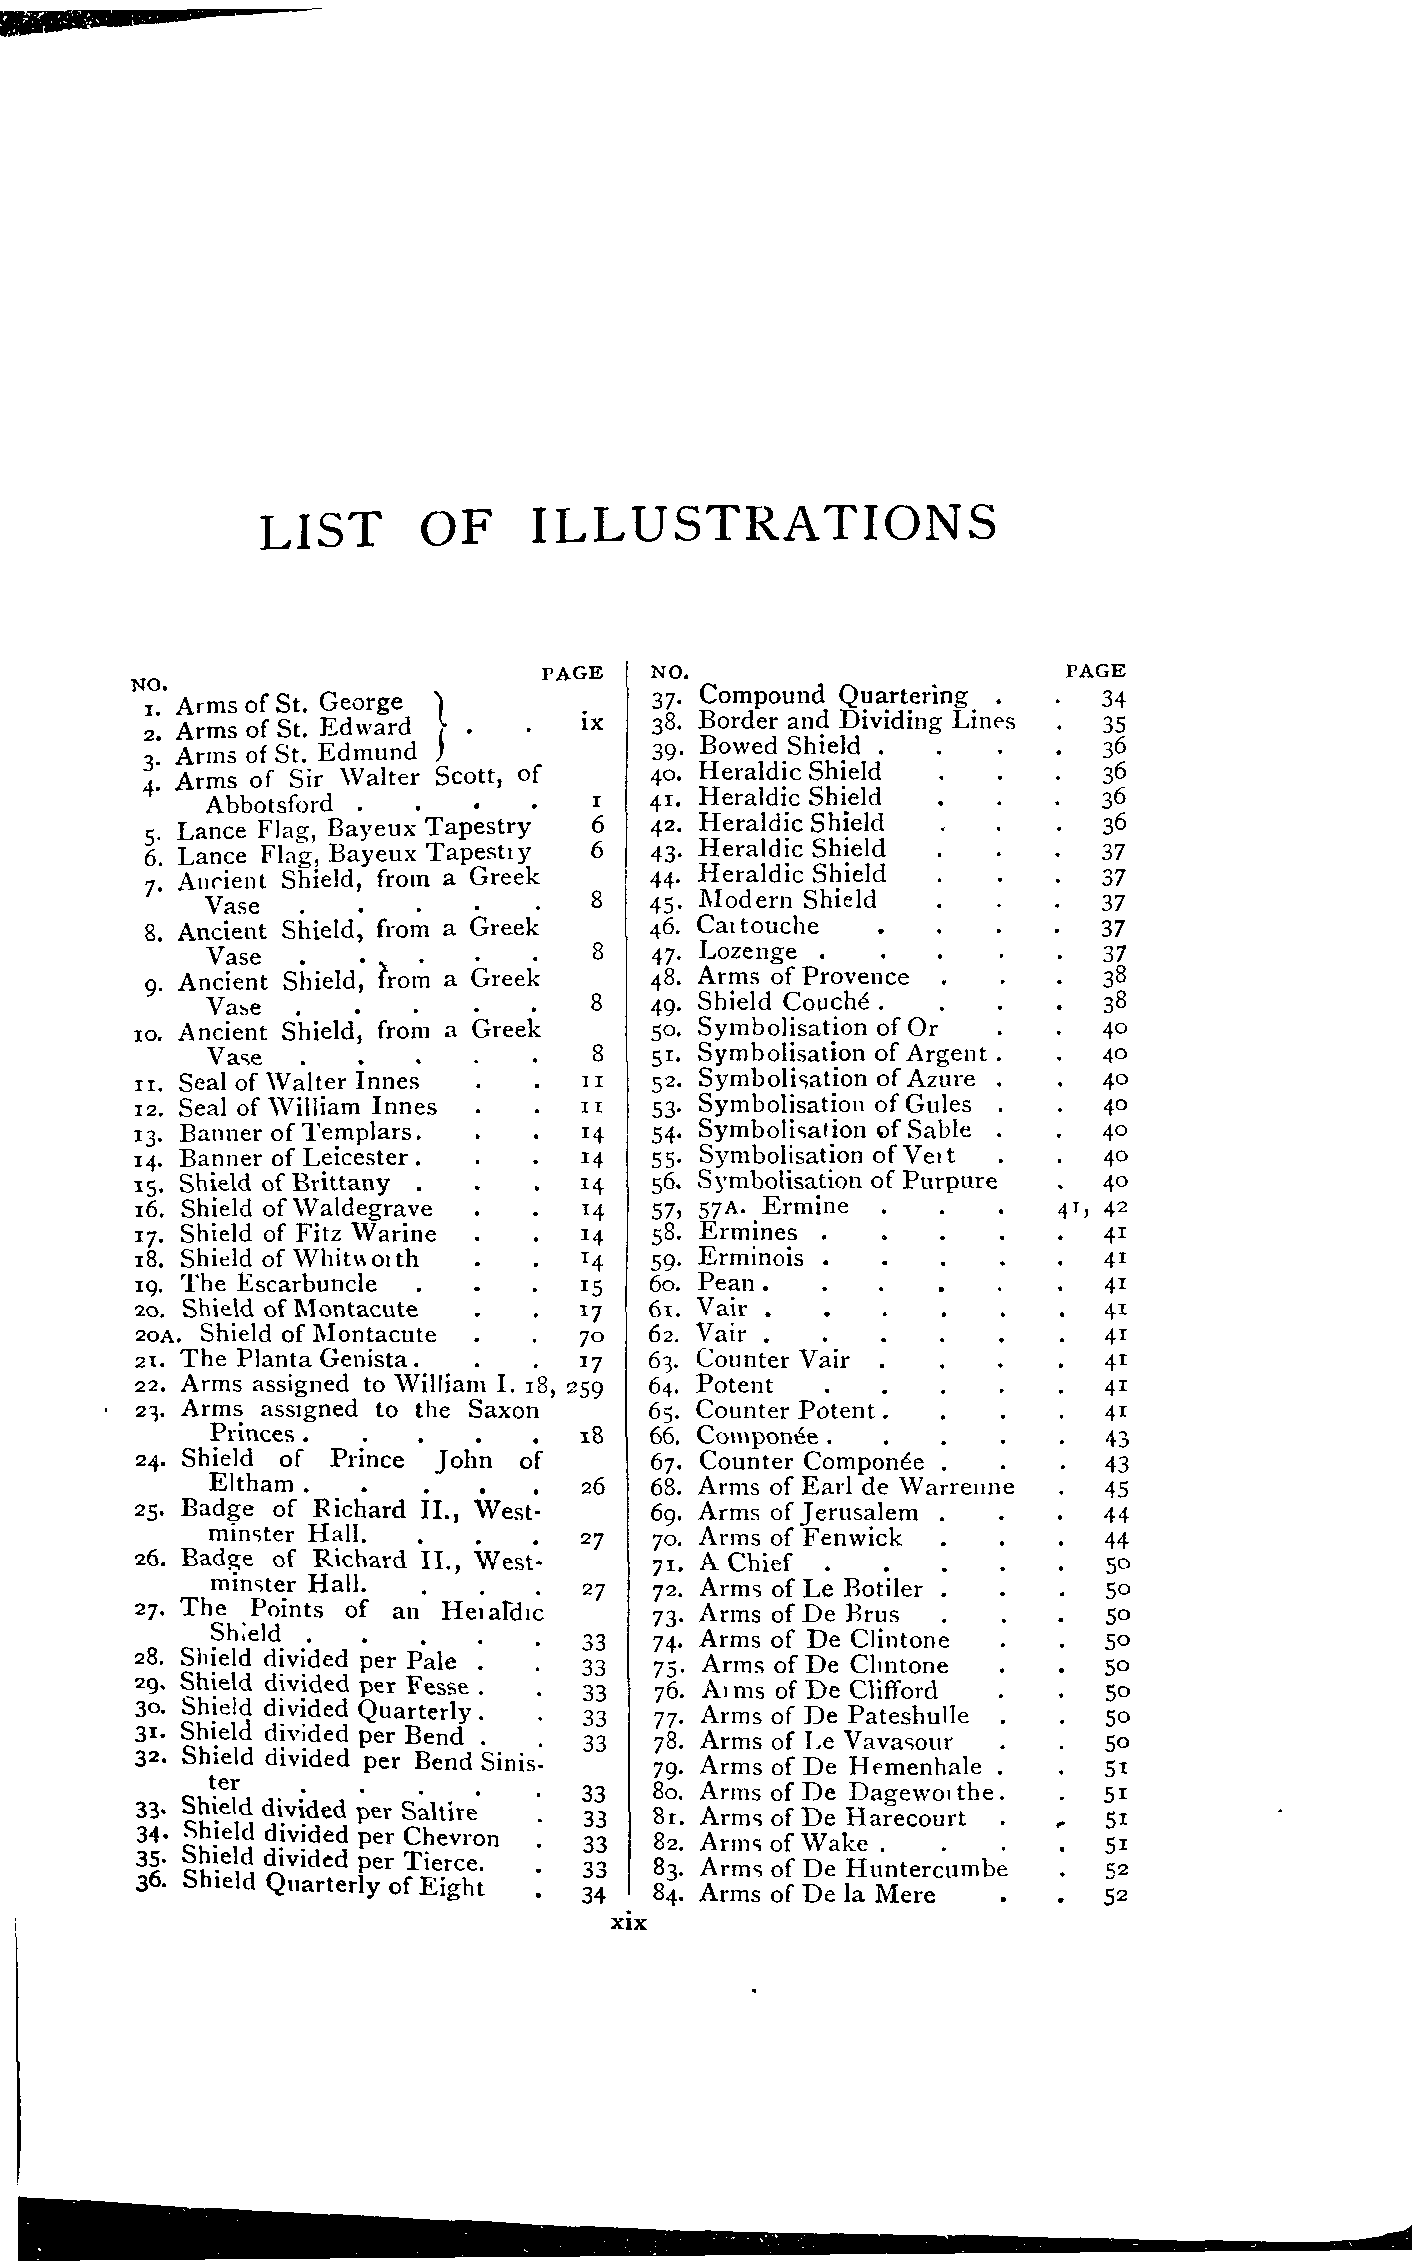 LIST OF ILLUSTRATIONS
NO. PAGE
1. Arms of St. George
2. Arms of St. Edward } . . ix
3. Arms of St. Edmund
4. Arms of Sir Walter Scott, of
Abbotsford . . . . 1
5. Lance Flag, Bayeux Tapestry 6
6. Lance Flag, Bayeux Tapestry 6
7. Ancient Shield, from a Greek
Vase . . . . . 8
8. Ancient Shield, from a Greek
Vase . . . . . 8
9. Ancient Shield, from a Greek
Vase . . . . . 8
10. Ancient Shield, from a Greek
Vase . . . . . 8
11. Seal of Walter Innes . . 11
12. Seal of William Innes . . 11
13. Banner of Templars . . . 14
14. Banner of Leicester . . . 14
15. Shield of Brittany . . . 14
16. Shield of Waldegrave . . 14
17. Shield of Fitz Warine . . 14
18. Shield of Whitworth . . 14
19. The Escarbuncle . . . 15
20. Shield of Montacute . . 17
20A. Shield of Montacute . . 70
21. The Planta Genista . . . 17
22. Arms assigned to William I. 18, 259
23. Arms assigned to the Saxon
Princes . . . . . 18
24. Shield of Prince John of
Eltham . . . . . 26
25. Badge of Richard II., West-
minster Hall . . . . 27
26. Badge of Richard II., West-
minster Hall . . . . 27
27. The Points of an Heraldic
Shield . . . . . 33
28. Shield divided per Pale . . 33
29. Shield divided per Fesse . . 33
30. Shield divided Quarterly . . 33
31. Shield divided per Bend . . 33
32. Shield divided per Bend Sinis-
ter . . . . . 33
33. Shield divided per Saltire . 33
34. Shield divided per Chevron . 33
35. Shield divided per Tierce . . 33
36. Shield Quarterly of Eight . 34
NO. PAGE
37. Compound Quartering . . 34
38. Border and Dividing Lines . 35
39. Bowed Shield . . . . 36
40. Heraldic Shield . . . 36
41. Heraldic Shield . . . 36
42. Heraldic Shield . . . 36
43. Heraldic Shield . . . 37
44. Heraldic Shield . . . 37
45. Modern Shield . . . 37
46. Cartouche . . . . 37
47. Lozenge . . . . . 37
48. Arms of Provence . . . 38
49. Shield Couché . . . . 38
50. Symbolisation of Or . . 40
51. Symbolisation of Argent . . 40
52. Symbolisation of Azure . . 40
53. Symbolisation of Gules . . 40
54. Symbolisation of Sable . . 40
55. Symbolisation of Vert . . 40
56. Symbolisation of Purpure . 40
57, 57A. Ermine . . . 41, 42
58. Ermines . . . . . 41
59. Erminois . . . . . 41
60. Pean . . . . . . 41
61. Vair . . . . . . 41
62. Vair . . . . . . 41
63. Counter Vair . . . . 41
64. Potent . . . . . 41
65. Counter Potent . . . . 41
66. Componée . . . . . 43
67. Counter Componée . . . 43
68. Arms of Earl de Warrenne . 45
69. Arms of Jerusalem . . . 44
70. Arms of Fenwick . . . 44
71. A Chief . . . . . 50
72. Arms of Le Botiler . . . 50
73. Arms of De Brus . . . 50
74. Arms of De Clintone . . 50
75. Arms of De Clintone . . 50
76. Arms of De Clifford . . 50
77. Arms of De Pateshulle . . 50
78. Arms of Le Vavasour . . 50
79. Arms of De Hemenhale . . 51
80. Arms of De Dageworthe . . 51
81. Arms of De Harecourt . . 51
82. Arms of Wake . . . . 51
83. Arms of De Huntercumbe . 52
84. Arms of De la Mere . . 52
xix